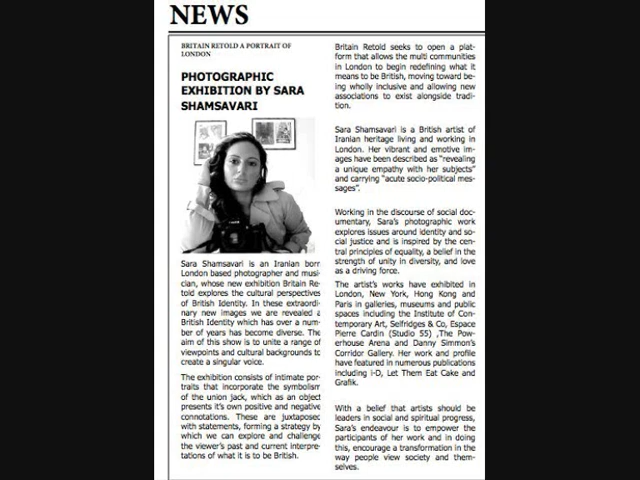 NEWS
BRITAIN RETOLD A PORTRAIT OF
LONDON
PHOTOGRAPHIC
EXHIBITION BY SARA
SHAMSAVARI
Sara Shamsavari is an Iranian born
London based photographer and musi-
cian, whose new exhibition Britain Re-
told explores the cultural perspectives
of British Identity. In these extraordi-
nary new images we are revealed a
British Identity which has over a num-
ber of years has become diverse. The
aim of this show is to unite a range of
viewpoints and cultural backgrounds to
create a singular voice.
The exhibition consists of intimate por-
traits that incorporate the symbolism
of the union jack, which as an object
presents it's own positive and negative
connotations. These are juxtaposed
with statements, forming a strategy by
which we can explore and challenge
the viewer's past and current interpre-
tations of what it is to be British.
Britain Retold seeks to open a plat-
form that allows the multi communities
in London to begin redefining what it
means to be British, moving toward be-
ing wholly inclusive and allowing new
associations to exist alongside tradi-
tion.
Sara Shamsavari is a British artist of
Iranian heritage living and working in
London. Her vibrant and emotive im-
ages have been described as "revealing
a unique empathy with her subjects"
and carrying "acute socio-political mes-
sages".
Working in the discourse of social doc-
umentary, Sara's photographic work
explores issues around identity and so-
cial justice and is inspired by the cen-
tral principles of equality, a belief in the
strength of unity in diversity, and love
as a driving force.
The artist's works have exhibited in
London, New York, Hong Kong and
Paris in galleries, museums and public
spaces including the Institute of Con-
temporary Art, Selfridges & Co, Espace
Pierre Cardin (Studio 55) ,The Pow-
erhouse Arena and Danny Simmon's
Corridor Gallery. Her work and profile
have featured in numerous publications
including i-D, Let Them Eat Cake and
Grafik.
With a belief that artists should be
leaders in social and spiritual progress,
Sara's endeavour is to empower the
participants of her work and in doing
this, encourage a transformation in the
way people view society and them-
selves.